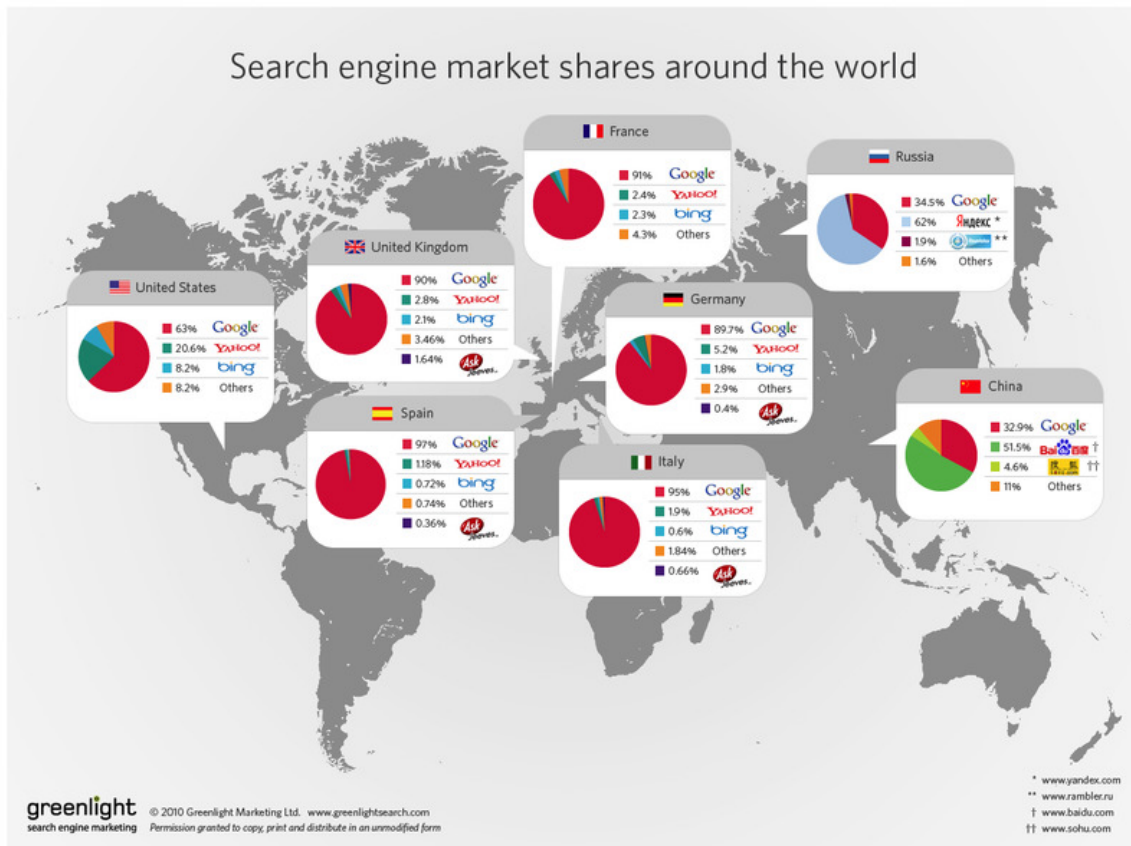 Search engine market shares around the world
France
91% Google
2.4% YAHOO!
2.3% bing
4.3% Others
Russia
34.5% Google
62% Яндекс *
1.9% **
1.6% Others
United Kingdom
90% Google
2.8% YAHOO!
2.1% bing
3.46% Others
1.64% Ask Jeeves
United States
63% Google
20.6% YAHOO!
8.2% bing
8.2% Others
Germany
89.7% Google
5.2% YAHOO!
1.8% bing
2.9% Others
0.4% Ask Jeeves
China
32.9% Google
51.5% Bai百度 †
4.6% 搜狐 ††
11% Others
Spain
97% Google
1.18% YAHOO!
0.72% bing
0.74% Others
0.36% Ask Jeeves
Italy
95% Google
1.9% YAHOO!
0.6% bing
1.84% Others
0.66% Ask Jeeves
greenlight
search engine marketing
© 2010 Greenlight Marketing Ltd. www.greenlightsearch.com
Permission granted to copy, print and distribute in an unmodified form
* www.yandex.com
** www.rambler.ru
† www.baidu.com
†† www.sohu.com